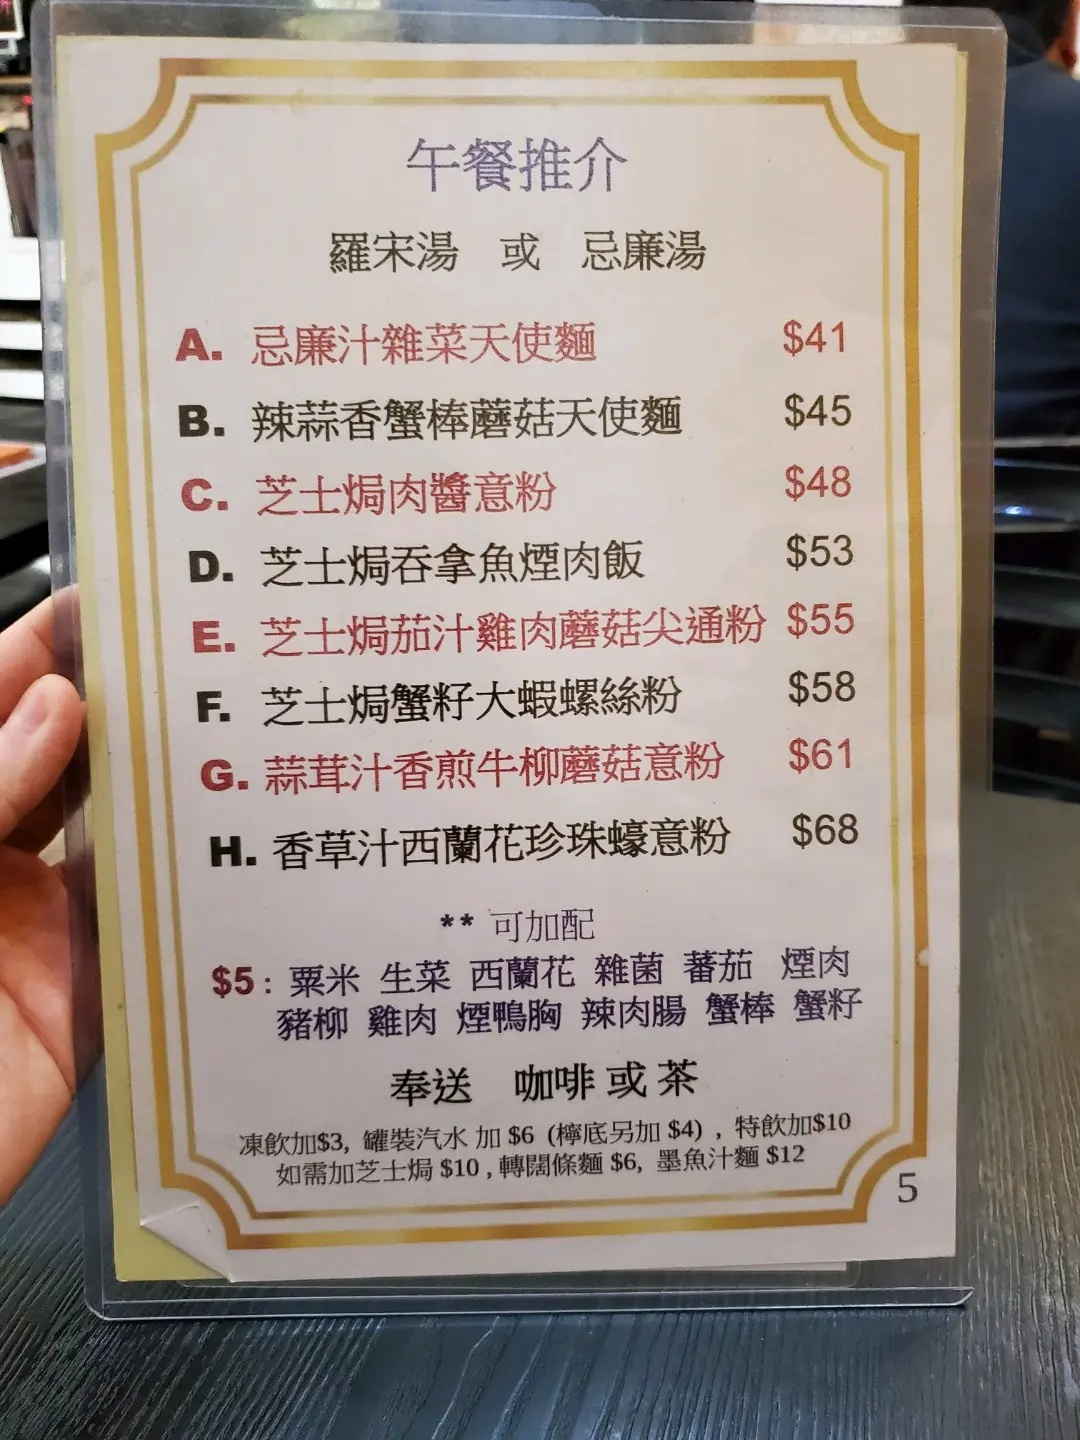 午餐推介
羅宋湯 或 忌廉湯
A. 忌廉汁雜菜天使麵 $41
B. 辣蒜香蟹棒蘑菇天使麵 $45
C. 芝士焗肉醬意粉 $48
D. 芝士焗吞拿魚煙肉飯 $53
E. 芝士焗茄汁雞肉蘑菇尖通粉 $55
F. 芝士焗蟹籽大蝦螺絲粉 $58
G. 蒜茸汁香煎牛柳蘑菇意粉 $61
H. 香草汁西蘭花珍珠蠔意粉 $68
** 可加配
$5 : 粟米 生菜 西蘭花 雜菌 蕃茄 煙肉
豬柳 雞肉 煙鴨胸 辣肉腸 蟹棒 蟹籽
奉送 咖啡 或 茶
凍飲加$3, 罐裝汽水 加 $6 (檸底另加 $4) , 特飲加$10
如需加芝士焗 $10 , 轉闊條麵 $6, 墨魚汁麵 $12
5